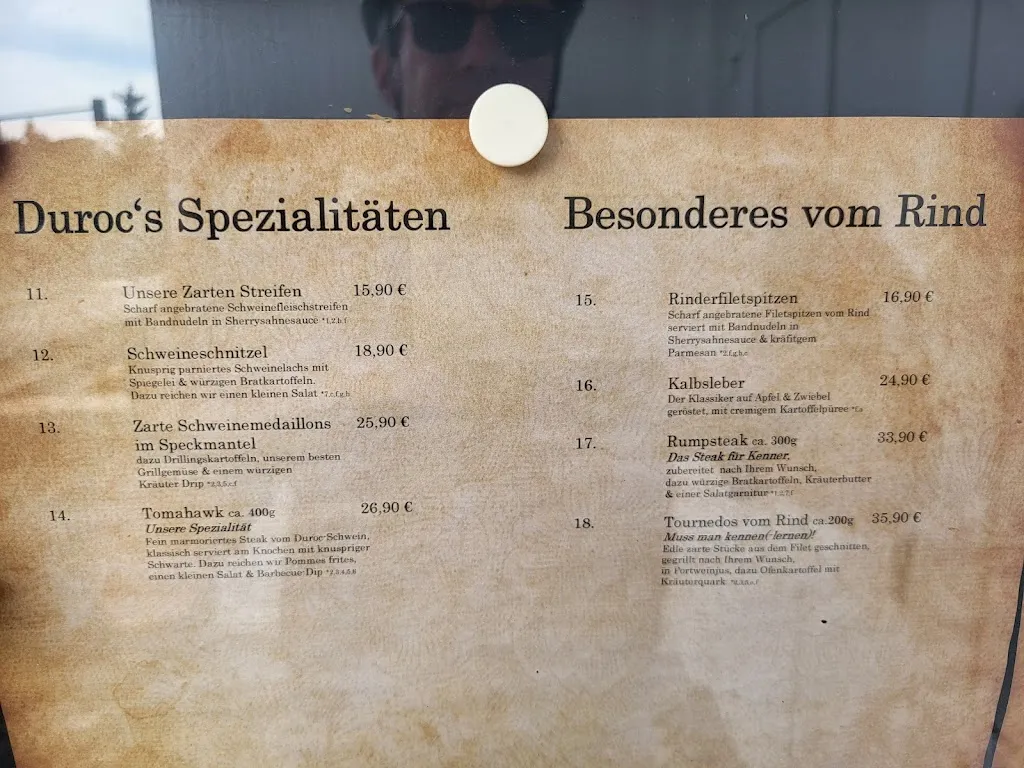 Duroc‘s Spezialitäten
11. Unsere Zarten Streifen 15,90 €
Scharf angebratene Schweinefleischstreifen
mit Bandnudeln in Sherrysahnesauce
12. Schweineschnitzel 18,90 €
Knusprig parniertes Schweinelachs mit
Spiegelei & würzigen Bratkartoffeln.
Dazu reichen wir einen kleinen Salat
13. Zarte Schweinemedaillons 25,90 €
im Speckmantel
dazu Drillingskartoffeln, unserem besten
Grillgemüse & einem würzigen
Kräuter Drip
14. Tomahawk ca. 400g 26,90 €
Unsere Spezialität
Fein marmoriertes Steak vom Duroc-Schwein,
klassisch serviert am Knochen mit knuspriger
Schwarte. Dazu reichen wir Pommes frites,
einen kleinen Salat & Barbecue-Dip
Besonderes vom Rind
15. Rinderfiletspitzen 16,90 €
Scharf angebratene Filetspitzen vom Rind
serviert mit Bandnudeln in
Sherrysahnesauce & kräfitgem
Parmesan
16. Kalbsleber 24,90 €
Der Klassiker auf Apfel & Zwiebel
geröstet, mit cremigem Kartoffelpüree
17. Rumpsteak ca. 300g 33,90 €
Das Steak für Kenner,
zubereitet nach Ihrem Wunsch,
dazu würzige Bratkartoffeln, Kräuterbutter
& einer Salatgarnitur
18. Tournedos vom Rind ca.200g 35,90 €
Muss man kennen(-lernen)!
Edle zarte Stücke aus dem Filet geschnitten,
gegrillt nach Ihrem Wunsch,
in Portweinjus, dazu Ofenkartoffel mit
Kräuterquark